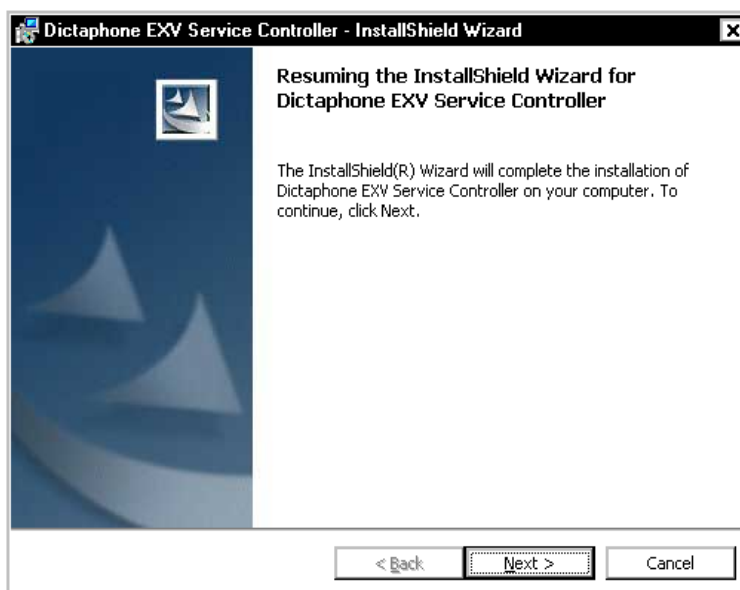 Dictaphone EXV Service Controller - InstallShield Wizard
Resuming the InstallShield Wizard for
Dictaphone EXV Service Controller
The InstallShield(R) Wizard will complete the installation of
Dictaphone EXV Service Controller on your computer. To
continue, click Next.
< Back
Next >
Cancel